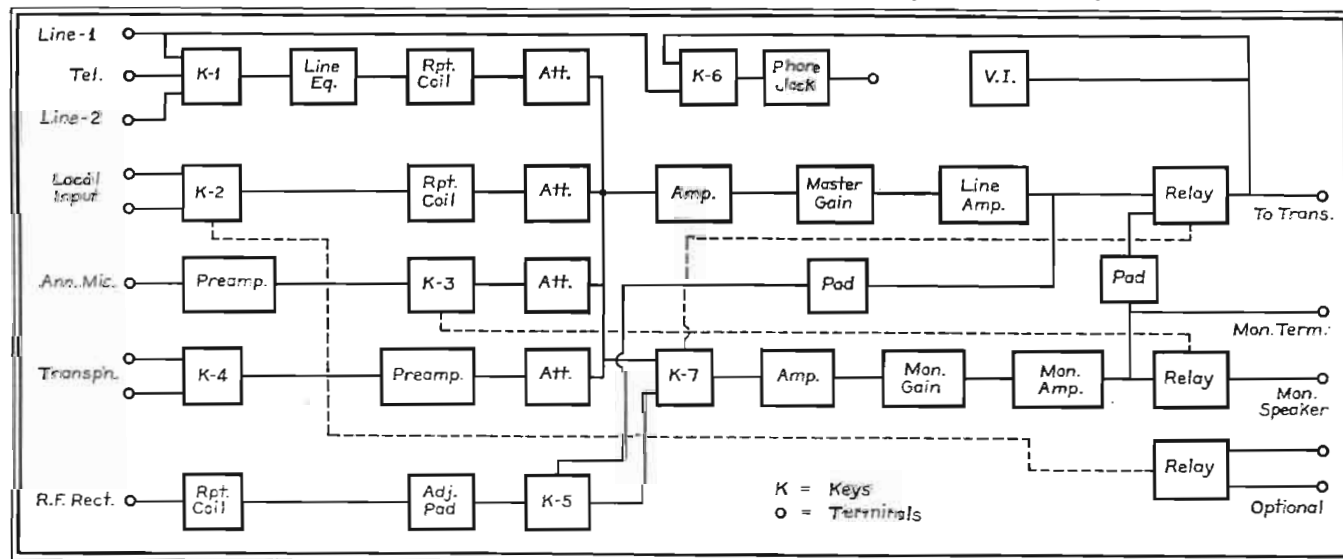 Line-1
Tel.
Line-2
K-1
Line
Eq.
Rpt.
Coil
Att.
K-6
Phone
Jack
V.I.
Local
Input
K-2
Rpt.
Coil
Att.
Amp.
Master
Gain
Line
Amp.
Relay
To Trans.
Ann. Mic.
Preamp.
K-3
Att.
Pad
Pad
Mon. Term.
Transp'n.
K-4
Preamp.
Att.
K-7
Amp.
Mon.
Gain
Mon.
Amp.
Relay
Mon.
Speaker
R.F. Rect.
Rpt.
Coil
Adj.
Pad
K-5
K = Keys
o = Terminals
Relay
Optional